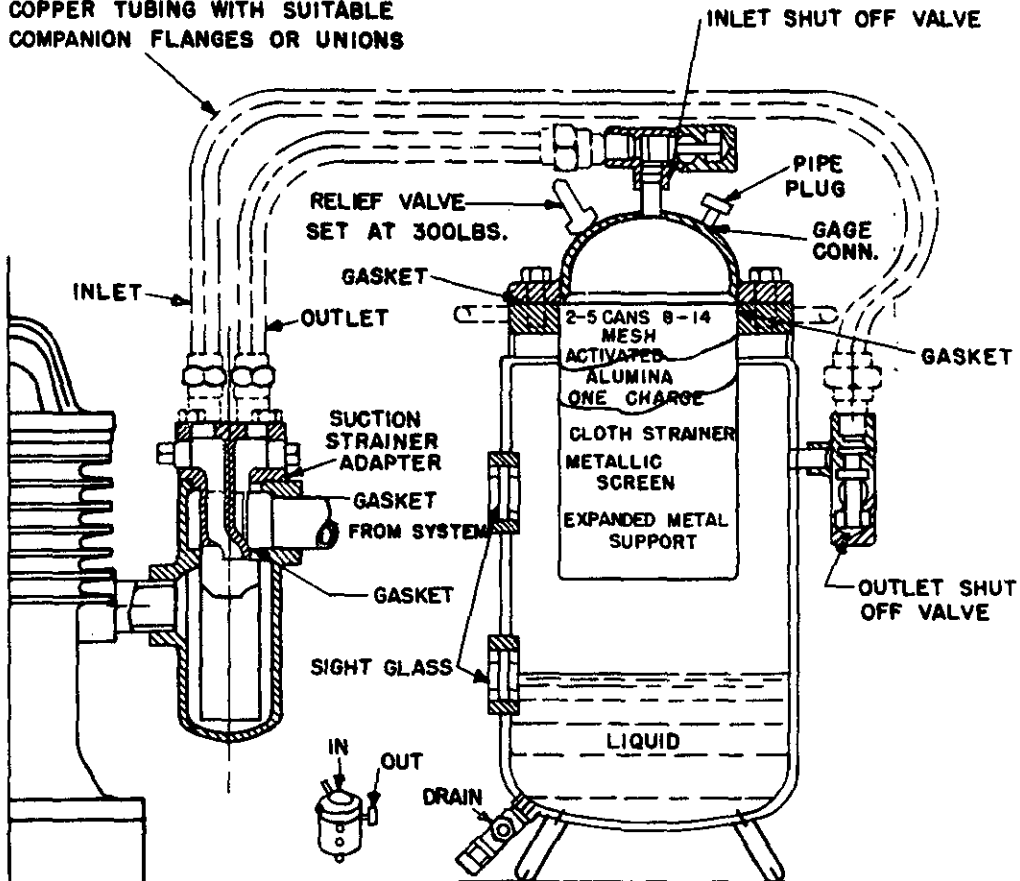 COPPER TUBING WITH SUITABLE
COMPANION FLANGES OR UNIONS
INLET SHUT OFF VALVE
PIPE
PLUG
RELIEF VALVE
SET AT 300LBS.
GAGE
CONN.
GASKET
INLET
OUTLET
2-5 CANS 8-14
MESH
ACTIVATED
ALUMINA
ONE CHARGE
GASKET
SUCTION
STRAINER
ADAPTER
CLOTH STRAINER
METALLIC
SCREEN
GASKET
FROM SYSTEM
EXPANDED METAL
SUPPORT
GASKET
OUTLET SHUT
OFF VALVE
SIGHT GLASS
LIQUID
IN
OUT
DRAIN